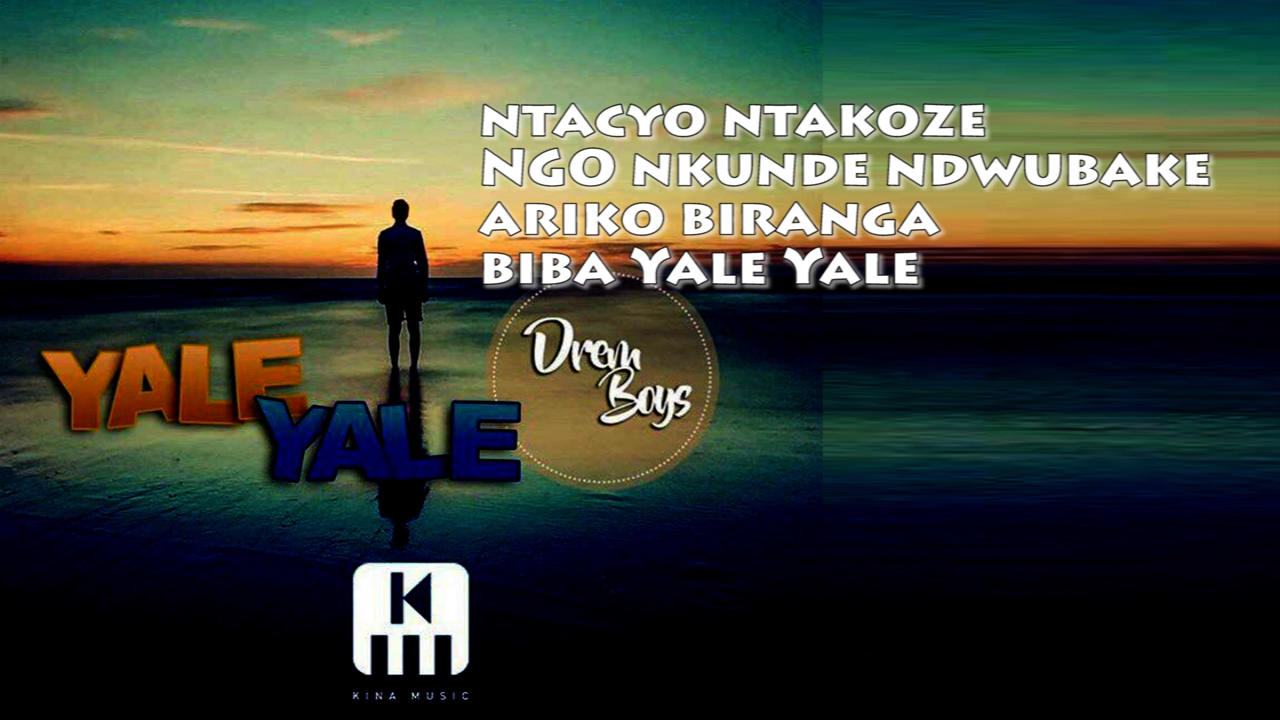 NTACYO NTAKOZE
NGO NKUNDE NDWUBAKE
ARIKO BIRANGA
BIBA YALE YALE
YALE
YALE
Drem
Boys
K
KINA MUSIC